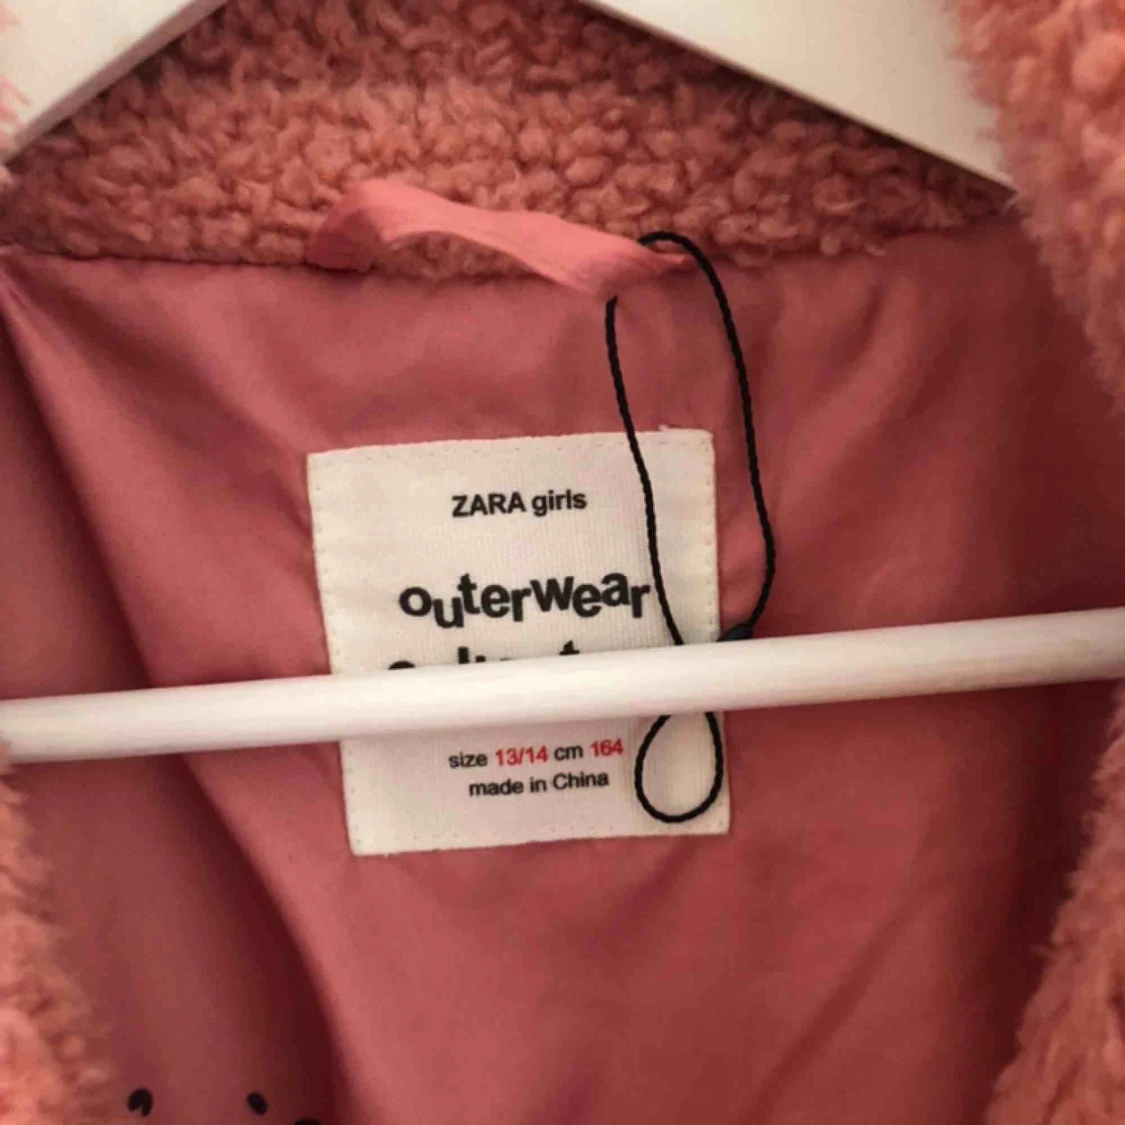 ZARA girls
outerwear
size 13/14 cm 164
made in China